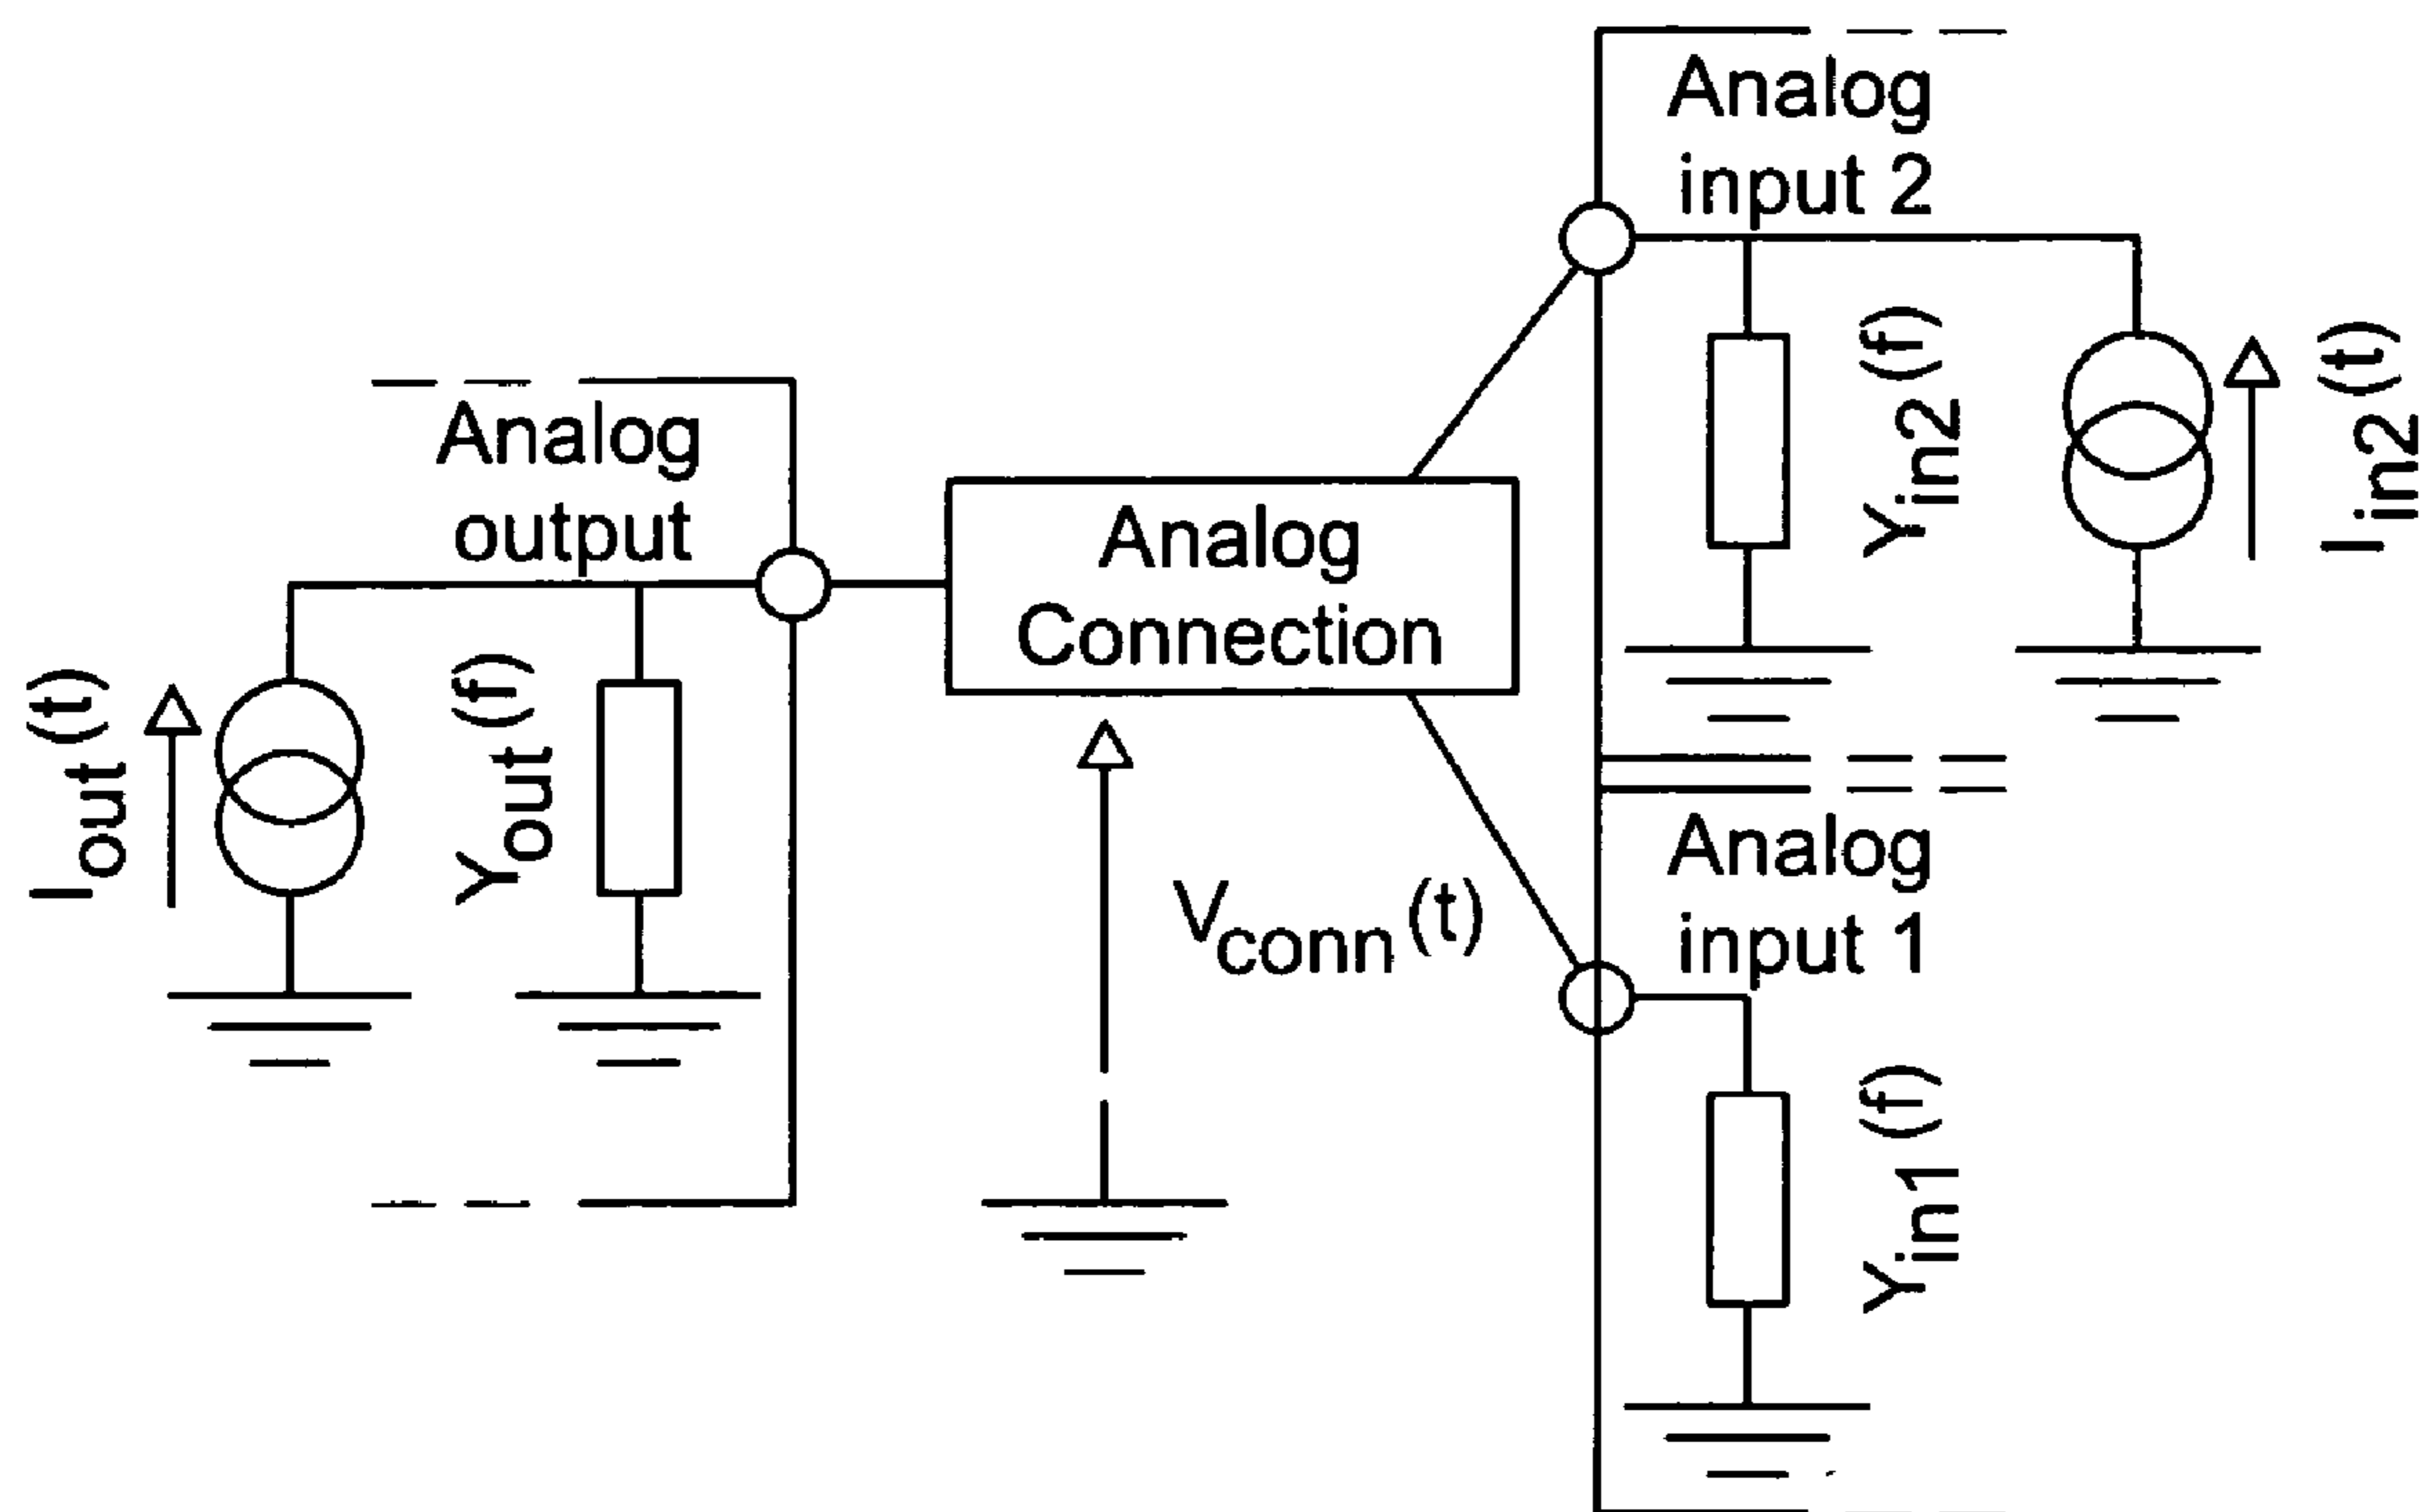 Analog
input 2
Yin2(f)
Iin2(t)
Analog
output
Iout(t)
Yout(f)
Analog
Connection
Vconn(t)
Analog
input 1
Yin1(f)